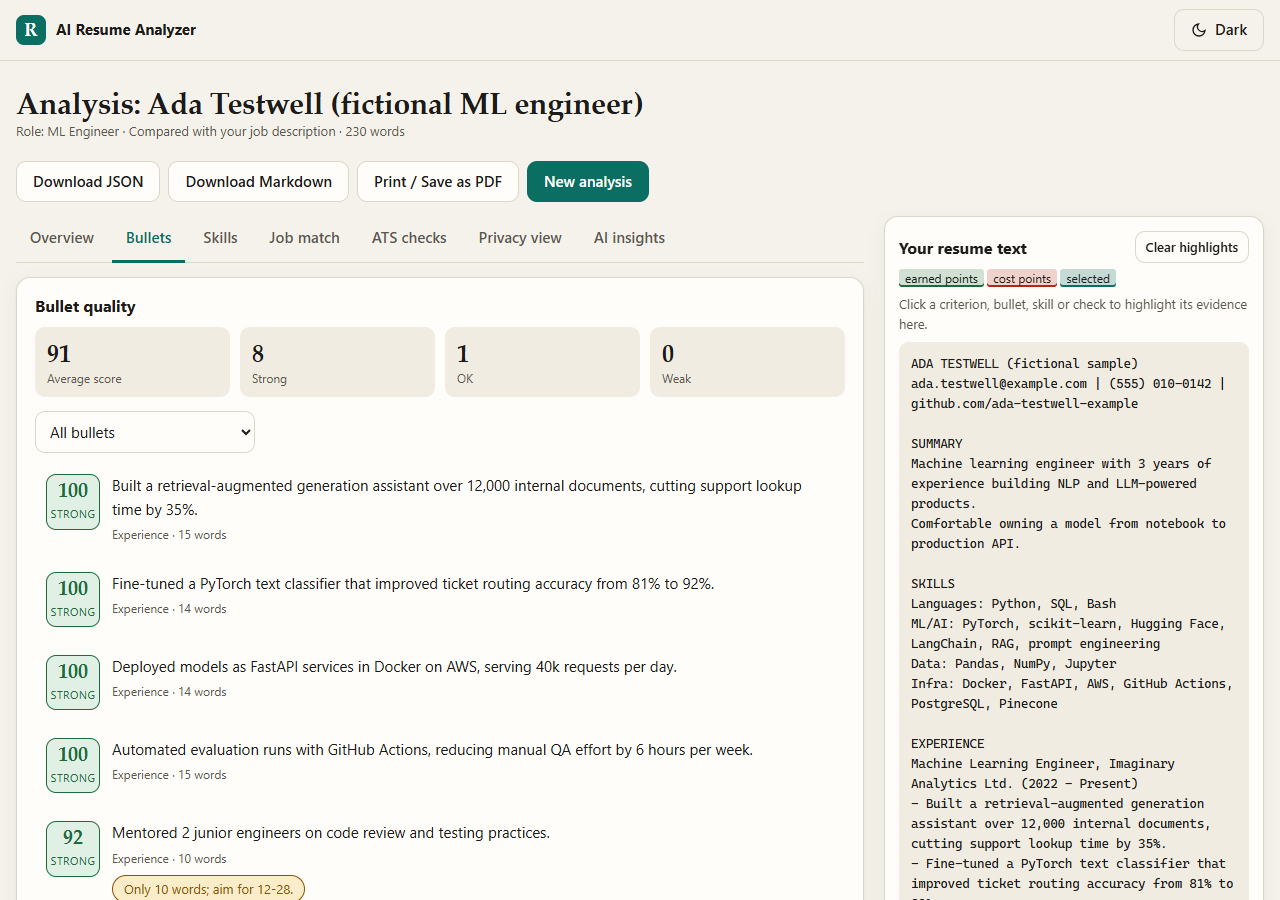 R AI Resume Analyzer
Dark
Analysis: Ada Testwell (fictional ML engineer)
Role: ML Engineer · Compared with your job description · 230 words
Download JSON
Download Markdown
Print / Save as PDF
New analysis
Overview
Bullets
Skills
Job match
ATS checks
Privacy view
AI insights
Bullet quality
91
Average score
8
Strong
1
OK
0
Weak
All bullets
100
STRONG
Built a retrieval-augmented generation assistant over 12,000 internal documents, cutting support lookup
time by 35%.
Experience · 15 words
100
STRONG
Fine-tuned a PyTorch text classifier that improved ticket routing accuracy from 81% to 92%.
Experience · 14 words
100
STRONG
Deployed models as FastAPI services in Docker on AWS, serving 40k requests per day.
Experience · 14 words
100
STRONG
Automated evaluation runs with GitHub Actions, reducing manual QA effort by 6 hours per week.
Experience · 15 words
92
STRONG
Mentored 2 junior engineers on code review and testing practices.
Experience · 10 words
Only 10 words; aim for 12-28.
Your resume text
Clear highlights
earned points
cost points
selected
Click a criterion, bullet, skill or check to highlight its evidence
here.
ADA TESTWELL (fictional sample)
ada.testwell@example.com | (555) 010-0142 |
github.com/ada-testwell-example
SUMMARY
Machine learning engineer with 3 years of
experience building NLP and LLM-powered
products.
Comfortable owning a model from notebook to
production API.
SKILLS
Languages: Python, SQL, Bash
ML/AI: PyTorch, scikit-learn, Hugging Face,
LangChain, RAG, prompt engineering
Data: Pandas, NumPy, Jupyter
Infra: Docker, FastAPI, AWS, GitHub Actions,
PostgreSQL, Pinecone
EXPERIENCE
Machine Learning Engineer, Imaginary
Analytics Ltd. (2022 - Present)
- Built a retrieval-augmented generation
assistant over 12,000 internal documents,
cutting support lookup time by 35%.
- Fine-tuned a PyTorch text classifier that
improved ticket routing accuracy from 81% to